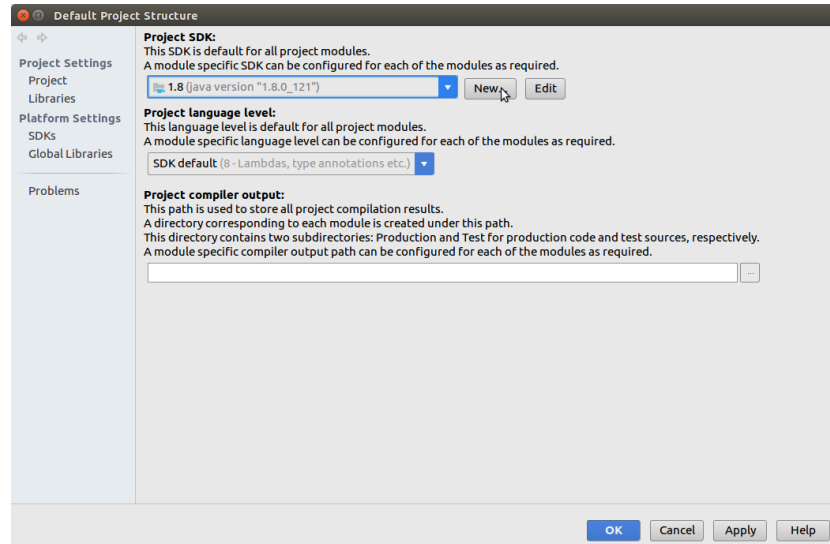 Default Project Structure
Project Settings
Project
Libraries
Platform Settings
SDKs
Global Libraries
Problems
Project SDK:
This SDK is default for all project modules.
A module specific SDK can be configured for each of the modules as required.
1.8 (java version "1.8.0_121")
New...
Edit
Project language level:
This language level is default for all project modules.
A module specific language level can be configured for each of the modules as required.
SDK default (8 - Lambdas, type annotations etc.)
Project compiler output:
This path is used to store all project compilation results.
A directory corresponding to each module is created under this path.
This directory contains two subdirectories: Production and Test for production code and test sources, respectively.
A module specific compiler output path can be configured for each of the modules as required.
...
OK
Cancel
Apply
Help